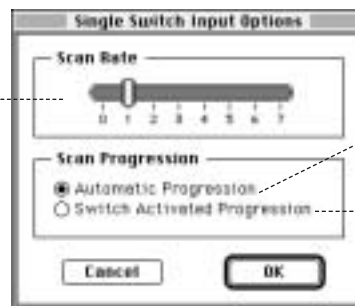 Single Switch Input Options
Scan Rate
0 1 2 3 4 5 6 7
Scan Progression
Automatic Progression
Switch Activated Progression
Cancel OK